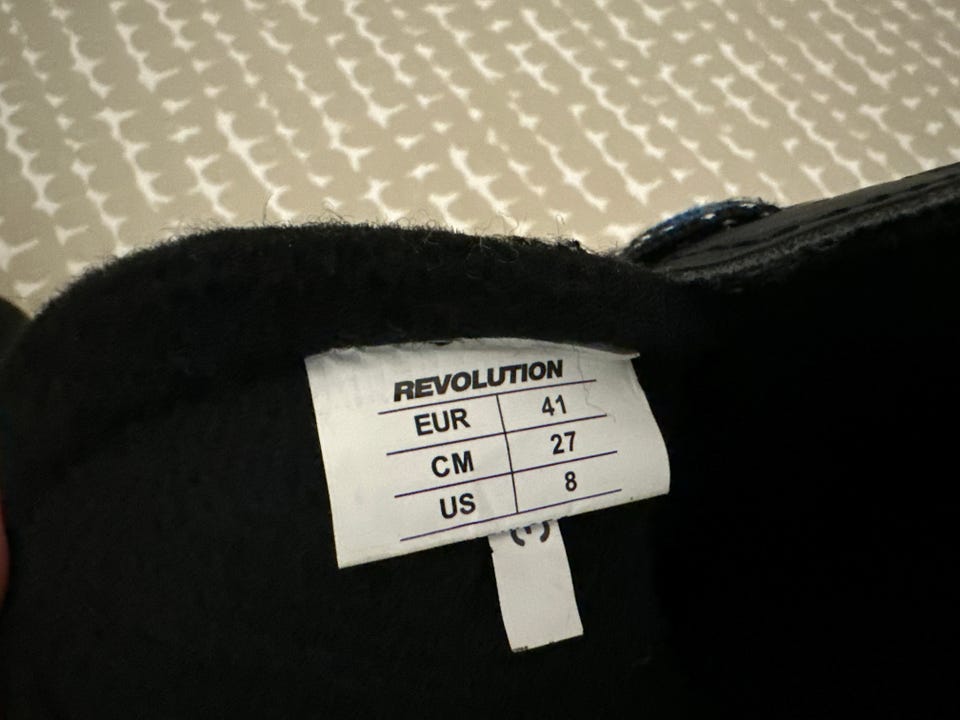 REVOLUTION
EUR 41
CM 27
US 8